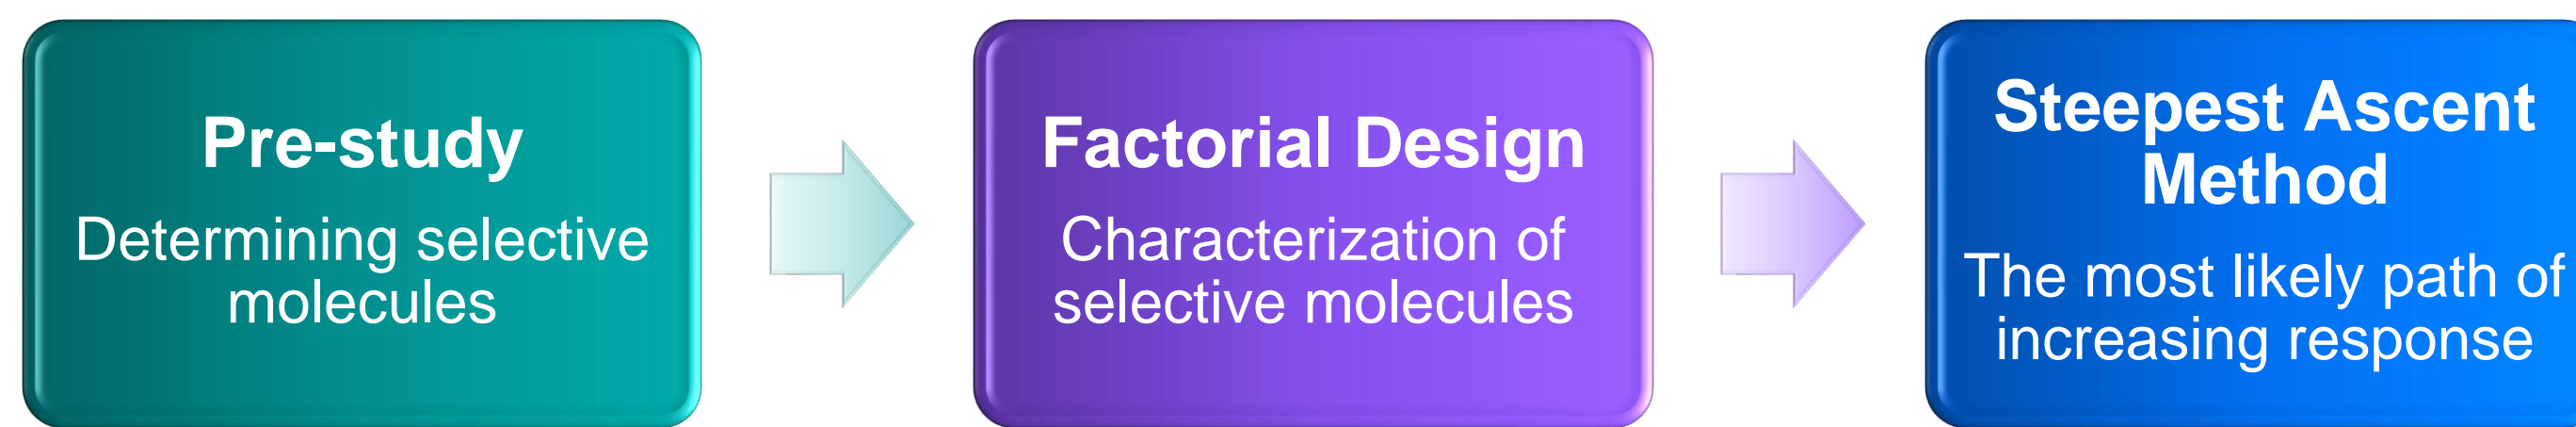 Pre-study
Determining selective
molecules
Factorial Design
Characterization of
selective molecules
Steepest Ascent
Method
The most likely path of
increasing response